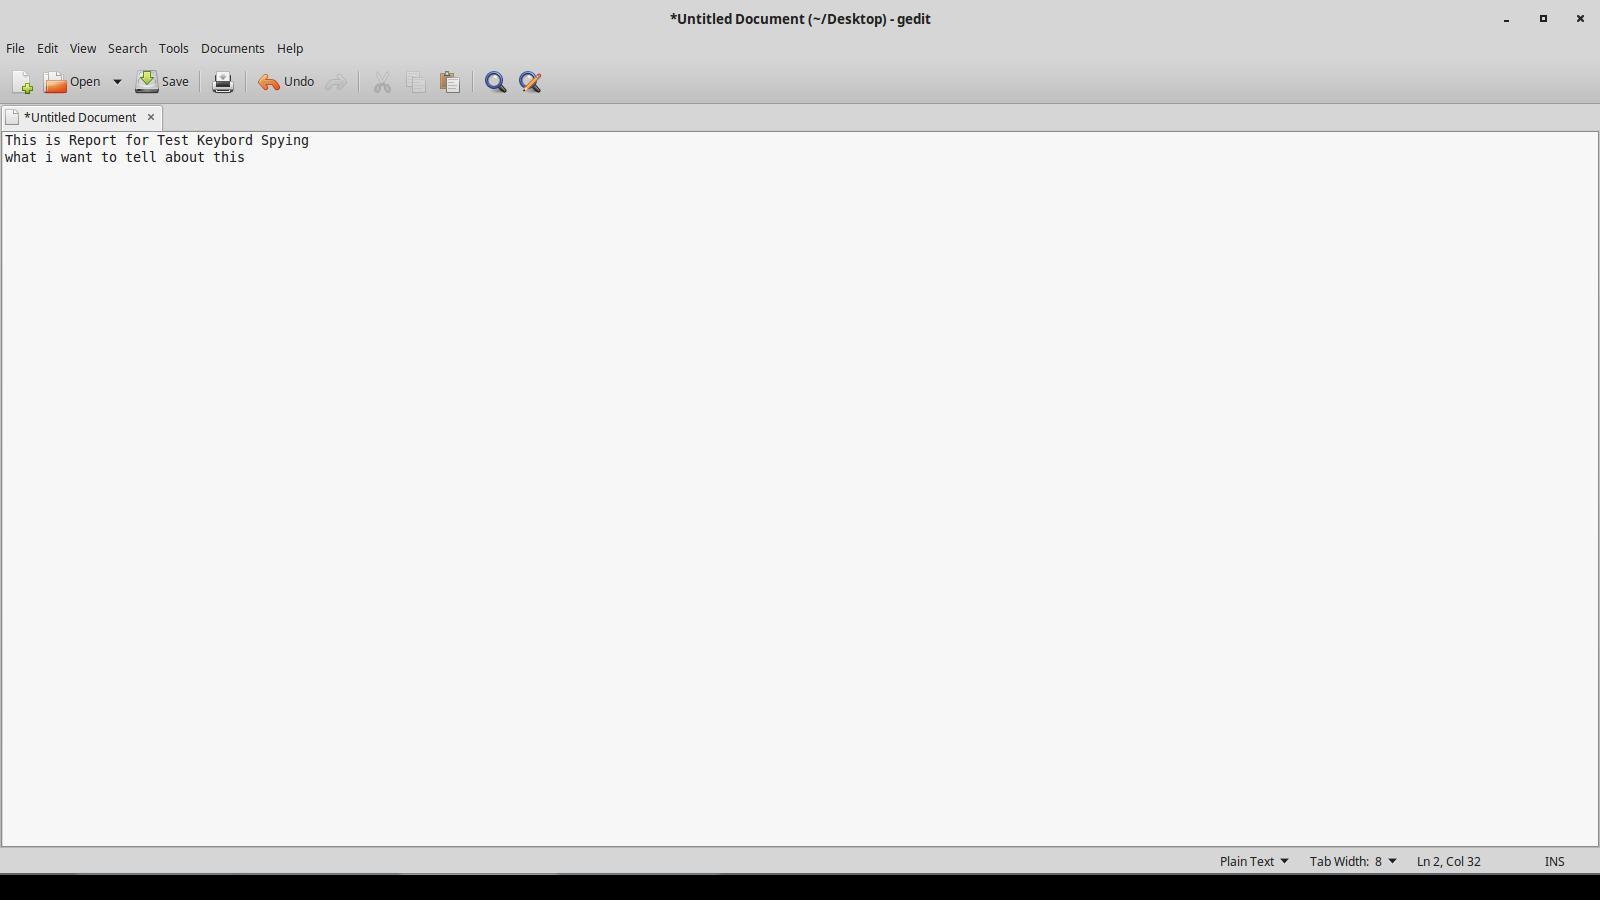 *Untitled Document (~/Desktop) - gedit
File Edit View Search Tools Documents Help
Open Save Undo
*Untitled Document
This is Report for Test Keybord Spying
what i want to tell about this
Plain Text Tab Width: 8 Ln 2, Col 32 INS